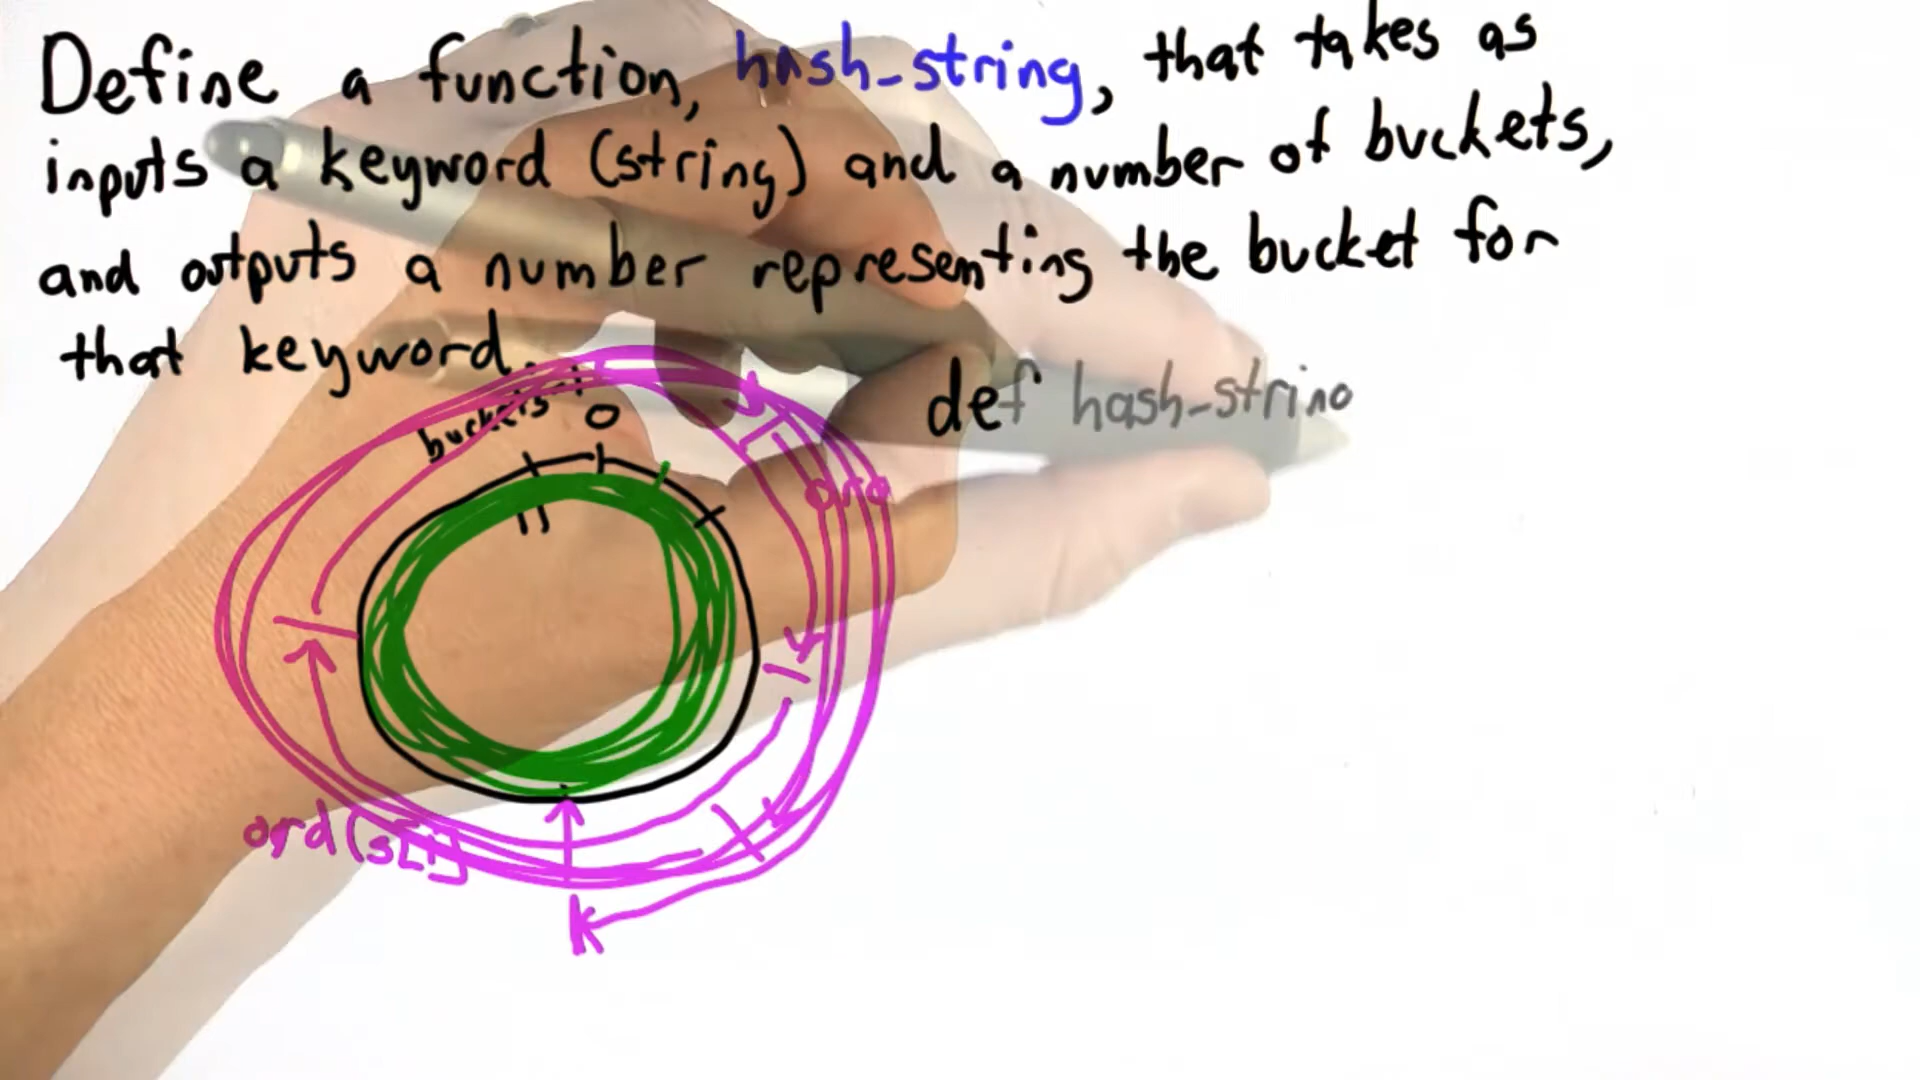 Define a function, hash-string, that takes as
inputs a keyword (string) and a number of buckets,
and outputs a number representing the bucket for
that keyword.
def hash-strino
buckets
0
ord
ord(s[i]
k